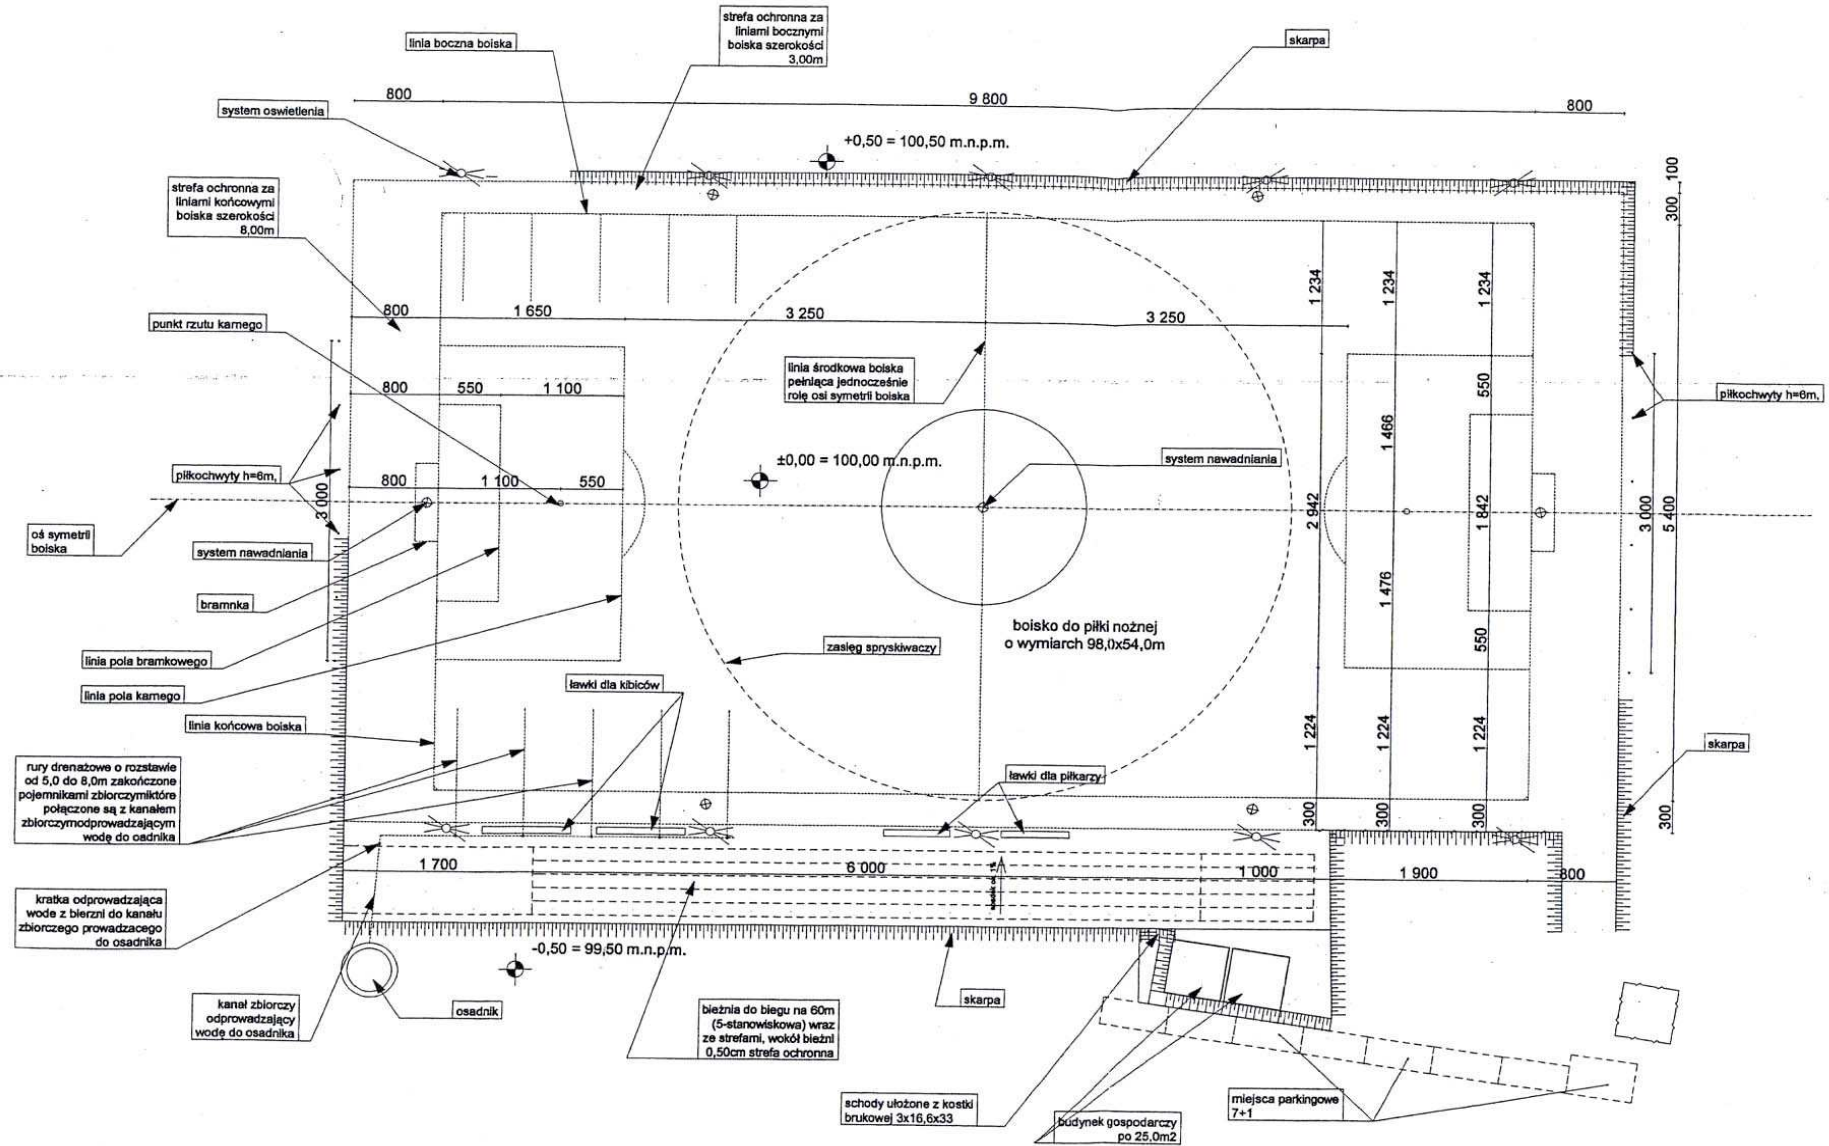 strefa ochronna za
liniami bocznymi
boiska szerokości
3,00m
linia boczna boiska
skarpa
800
9 800
800
system oswietlenia
+0,50 = 100,50 m.n.p.m.
100
300
strefa ochronna za
liniami końcowymi
boiska szerokości
8,00m
1 234
1 234
1 234
800
1 650
3 250
3 250
punkt rzutu karnego
linia środkowa boiska
pełniąca jednocześnie
rolę osi symetrii boiska
800
550
1 100
550
piłkochwyty h=6m,
1 466
±0,00 = 100,00 m.n.p.m.
system nawadniania
piłkochwyty h=6m,
800
1 100
550
3 000
2 942
1 842
3 000
5 400
oś symetrii
boiska
system nawadniania
bramnka
1 476
boisko do piłki nożnej
o wymiarch 98,0x54,0m
550
zasięg spryskiwaczy
linia pola bramkowego
ławki dla kibiców
linia pola karnego
linia końcowa boiska
1 224
1 224
1 224
skarpa
rury drenażowe o rozstawie
od 5,0 do 8,0m zakończone
pojemnikami zbiorczymiktóre
połączone są z kanałem
zbiorczymodprowadzającym
wodę do osadnika
ławki dla piłkarzy
300
300
300
300
1 700
6 000
1 000
1 900
800
kratka odprowadzająca
wode z bierzni do kanału
zbiorczego prowadzacego
do osadnika
-0,50 = 99,50 m.n.p.m.
kanał zbiorczy
odprowadzający
wodę do osadnika
osadnik
bieżnia do biegu na 60m
(5-stanowiskowa) wraz
ze strefami, wokół bieżni
0,50cm strefa ochronna
skarpa
schody ułożone z kostki
brukowej 3x16,6x33
budynek gospodarczy
po 25,0m2
miejsca parkingowe
7+1